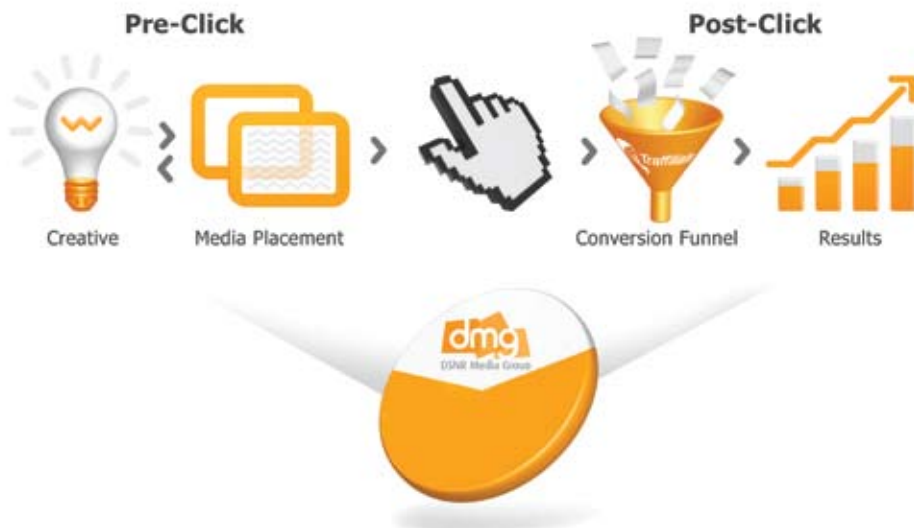 Pre-Click
Post-Click
Creative
Media Placement
Conversion Funnel
Results
dmg
DSNR Media Group